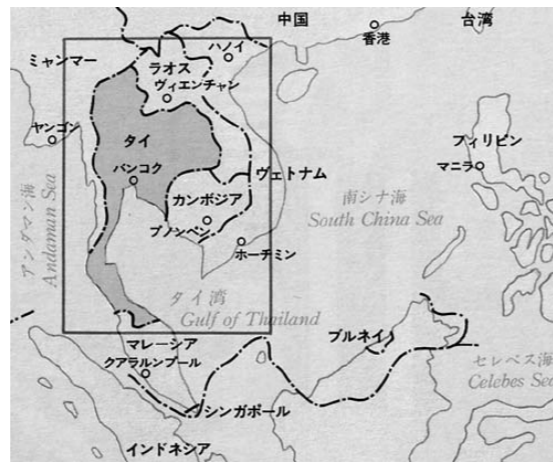 中国
台湾
香港
ミャンマー
ハノイ
ラオス
ヴィエンチャン
ヤンゴン
タイ
フィリピン
バンコク
マニラ
ヴェトナム
カンボジア
南シナ海
South China Sea
プノンペン
ホーチミン
アンダマン海
Andaman Sea
タイ湾
Gulf of Thailand
マレーシア
ブルネイ
クアラルンプール
セレベス海
Celebes Sea
シンガポール
インドネシア